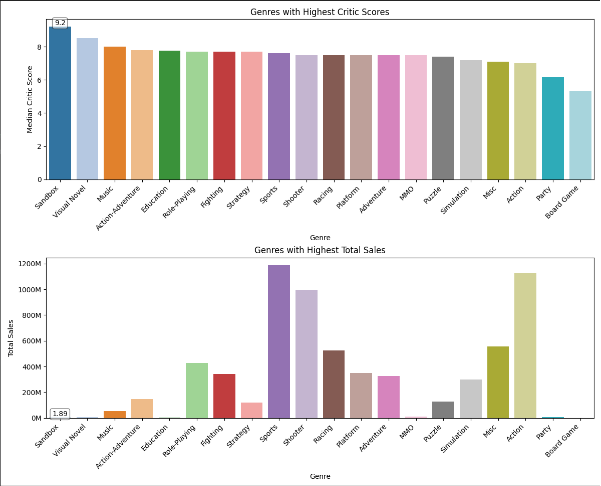 Genres with Highest Critic Scores
9.2
8
6
4
2
0
Median Critic Score
Sandbox
Visual Novel
Music
Action-Adventure
Education
Role-Playing
Fighting
Strategy
Sports
Shooter
Racing
Platform
Adventure
MMO
Puzzle
Simulation
Misc
Action
Party
Board Game
Genre
Genres with Highest Total Sales
1200M
1000M
800M
600M
400M
200M
0M
Total Sales
1.89
Sandbox
Visual Novel
Music
Action-Adventure
Education
Role-Playing
Fighting
Strategy
Sports
Shooter
Racing
Platform
Adventure
MMO
Puzzle
Simulation
Misc
Action
Party
Board Game
Genre